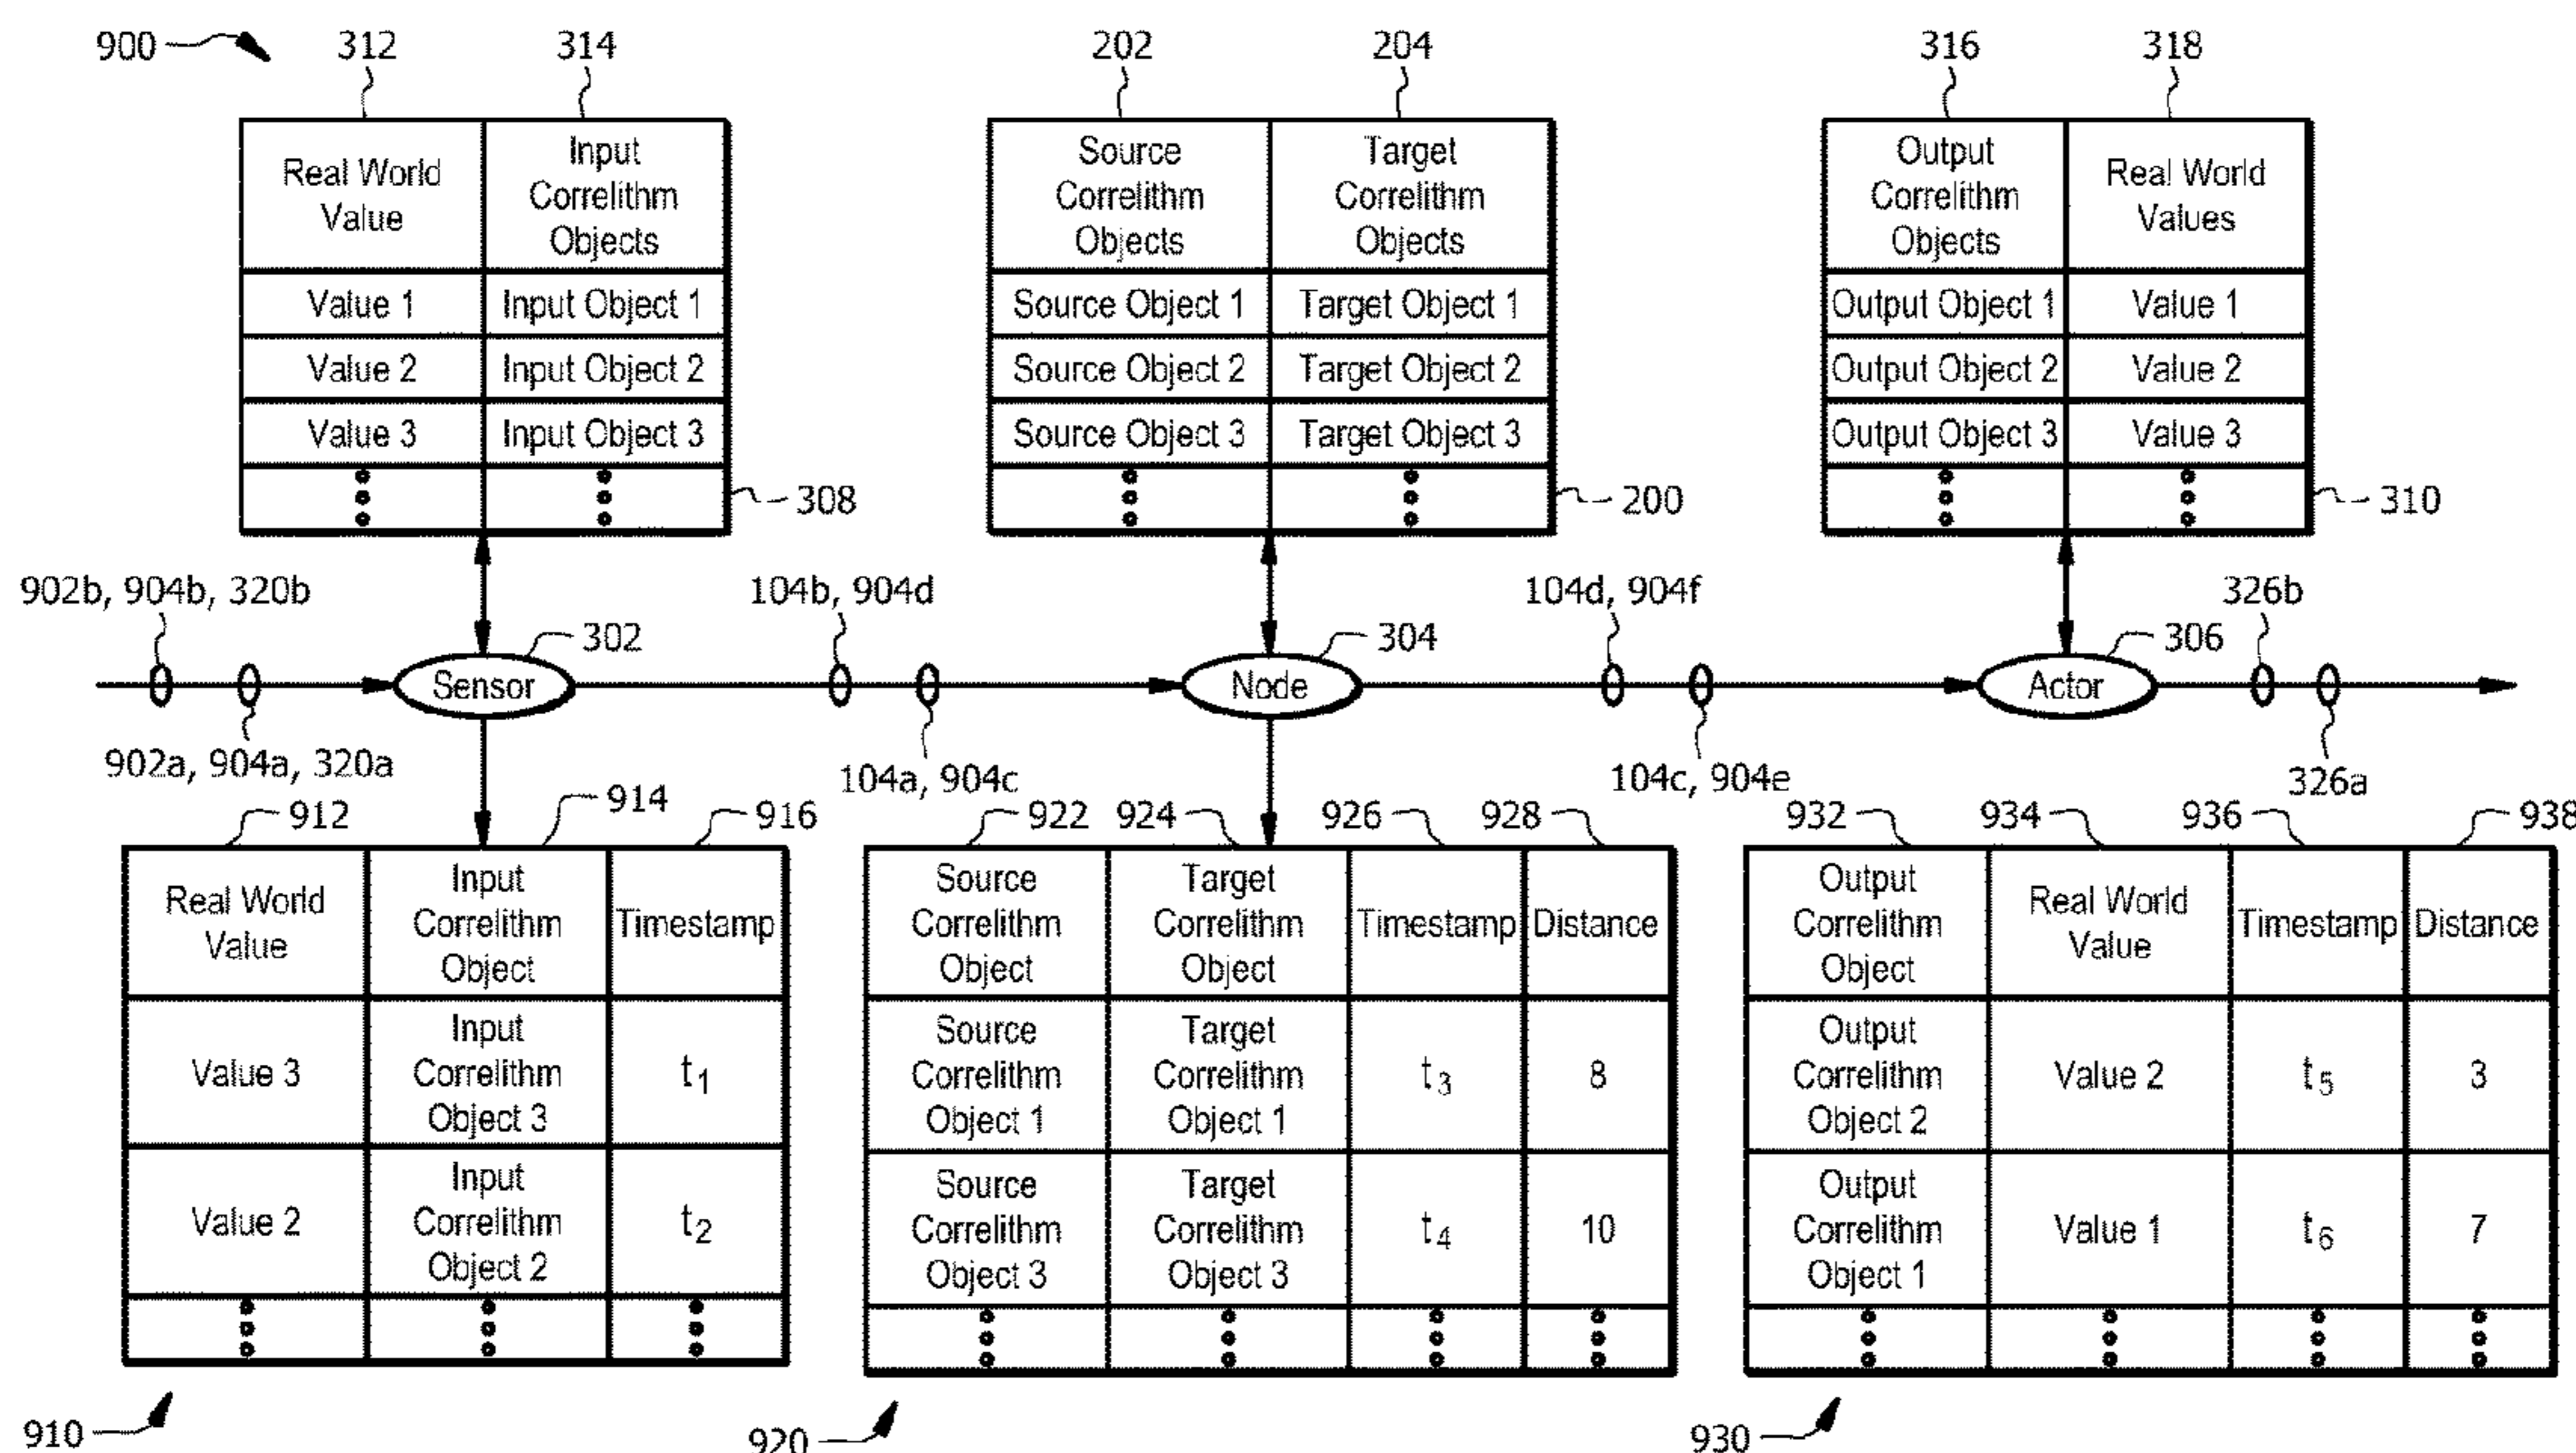 900
312
314
202
204
316
318
Real World
Value
Input
Correlithm
Objects
Value 1
Input Object 1
Value 2
Input Object 2
Value 3
Input Object 3
308
Source
Correlithm
Objects
Target
Correlithm
Objects
Source Object 1
Target Object 1
Source Object 2
Target Object 2
Source Object 3
Target Object 3
200
Output
Correlithm
Objects
Real World
Values
Output Object 1
Value 1
Output Object 2
Value 2
Output Object 3
Value 3
310
902b, 904b, 320b
302
104b, 904d
304
104d, 904f
306
326b
Sensor
Node
Actor
902a, 904a, 320a
104a, 904c
104c, 904e
326a
912
914
916
922
924
926
928
932
934
936
938
Real World
Value
Input
Correlithm
Object
Timestamp
Value 3
Input
Correlithm
Object 3
t1
Value 2
Input
Correlithm
Object 2
t2
910
Source
Correlithm
Object
Target
Correlithm
Object
Timestamp
Distance
Source
Correlithm
Object 1
Target
Correlithm
Object 1
t3
8
Source
Correlithm
Object 3
Target
Correlithm
Object 3
t4
10
920
Output
Correlithm
Object
Real World
Value
Timestamp
Distance
Output
Correlithm
Object 2
Value 2
t5
3
Output
Correlithm
Object 1
Value 1
t6
7
930